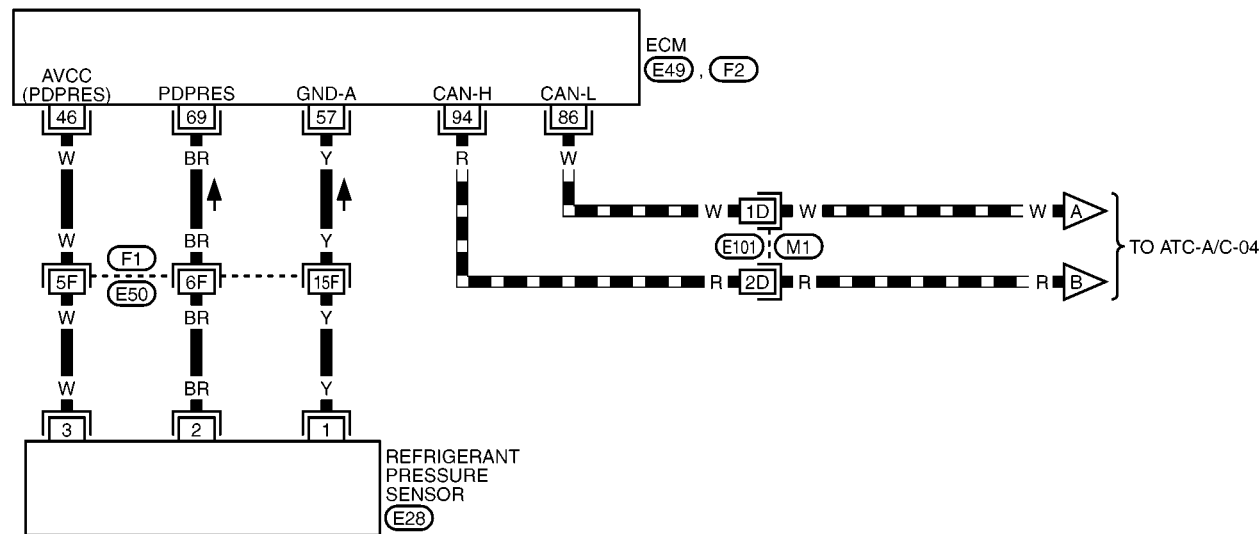 ECM
E49 , F2
AVCC
(PDPRES) PDPRES GND-A CAN-H CAN-L
46 69 57 94 86
W BR Y R W
W 1D W W A
E101 M1
TO ATC-A/C-04
W BR Y
F1
5F 6F 15F R 2D R R B
E50
W BR Y
W BR Y
3 2 1
REFRIGERANT
PRESSURE
SENSOR
E28